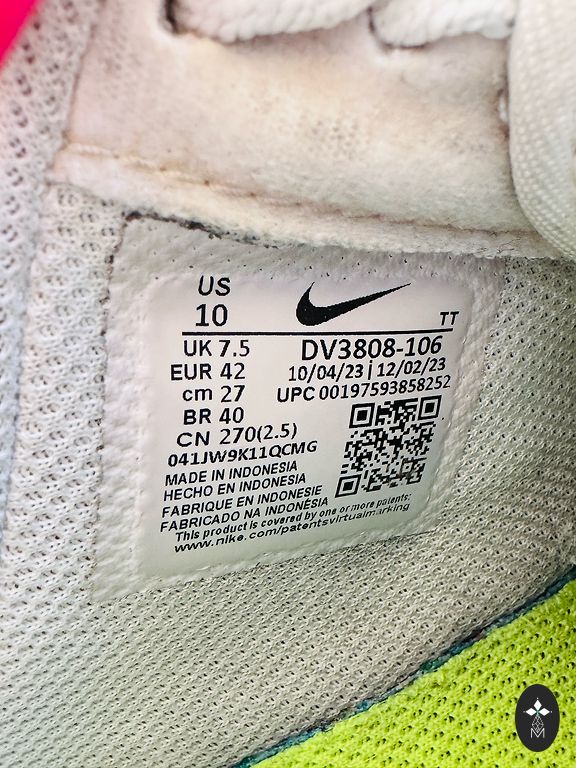 US
10
TT
UK 7.5
DV3808-106
EUR 42
10/04/23 | 12/02/23
cm 27
UPC 00197593858252
BR 40
CN 270(2.5)
041JW9K11QCMG
MADE IN INDONESIA
HECHO EN INDONESIA
FABRIQUE EN INDONESIE
FABRICADO NA INDONÉSIA
This product is covered by one or more patents:
www.nike.com/patentsvirtualmarking
M